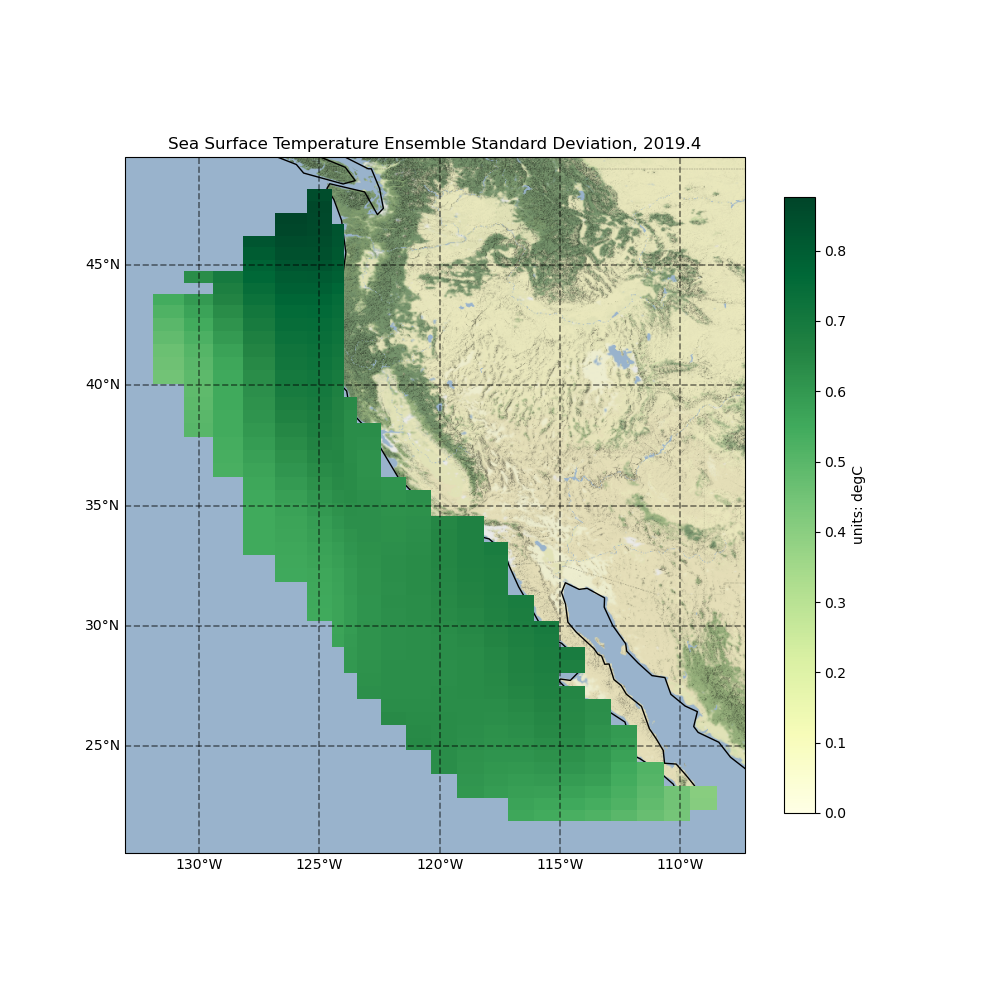 Sea Surface Temperature Ensemble Standard Deviation, 2019.4
45°N
40°N
35°N
30°N
25°N
130°W 125°W 120°W 115°W 110°W
0.8
0.7
0.6
0.5
0.4
0.3
0.2
0.1
0.0
units: degC